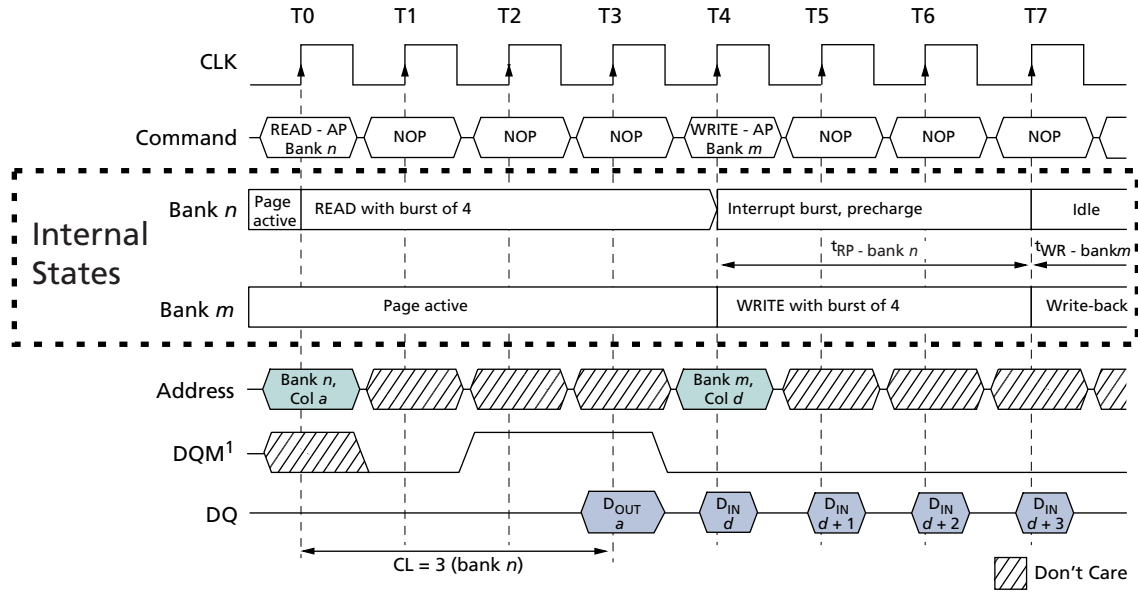 T0 T1 T2 T3 T4 T5 T6 T7
CLK
Command
READ - AP
Bank n
NOP
NOP
NOP
WRITE - AP
Bank m
NOP
NOP
NOP
Internal
States
Bank n
Page
active
READ with burst of 4
Interrupt burst, precharge
Idle
tRP - bank n
tWR - bankm
Bank m
Page active
WRITE with burst of 4
Write-back
Address
Bank n,
Col a
Bank m,
Col d
DQM1
DQ
DOUT
a
DIN
d
DIN
d + 1
DIN
d + 2
DIN
d + 3
CL = 3 (bank n)
Don't Care